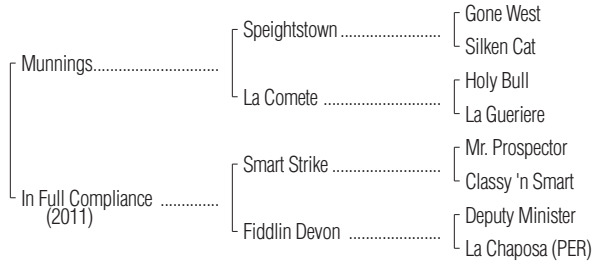 Gone West
Speightstown ......................
Silken Cat
Munnings............................
Holy Bull
La Comete ..........................
La Gueriere
Mr. Prospector
Smart Strike ........................
Classy 'n Smart
In Full Compliance .............
(2011)
Deputy Minister
Fiddlin Devon ....................
La Chaposa (PER)